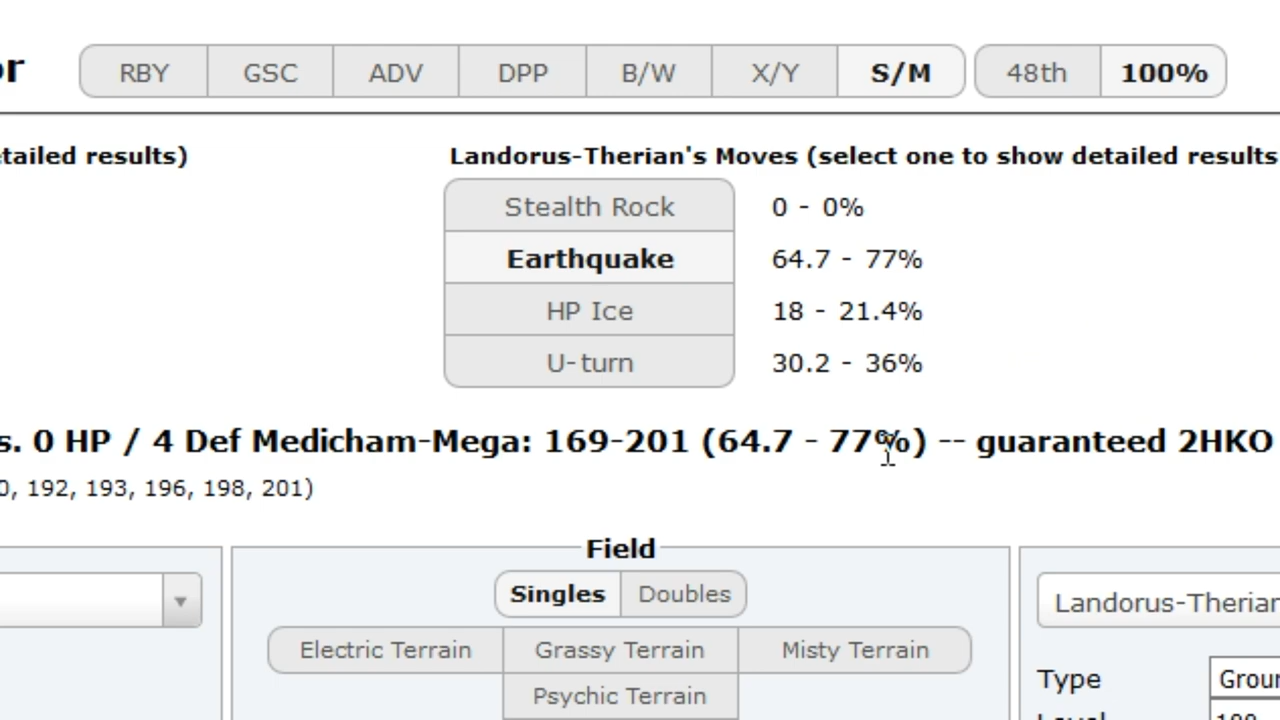 or RBY GSC ADV DPP B/W X/Y S/M 48th 100%
etailed results) Landorus-Therian's Moves (select one to show detailed results
Stealth Rock 0 - 0%
Earthquake 64.7 - 77%
HP Ice 18 - 21.4%
U-turn 30.2 - 36%
s. 0 HP / 4 Def Medicham-Mega: 169-201 (64.7 - 77%) -- guaranteed 2HKO
0, 192, 193, 196, 198, 201)
Field
Singles Doubles
Landorus-Therian
Electric Terrain Grassy Terrain Misty Terrain
Type Groun
Psychic Terrain
Level 100